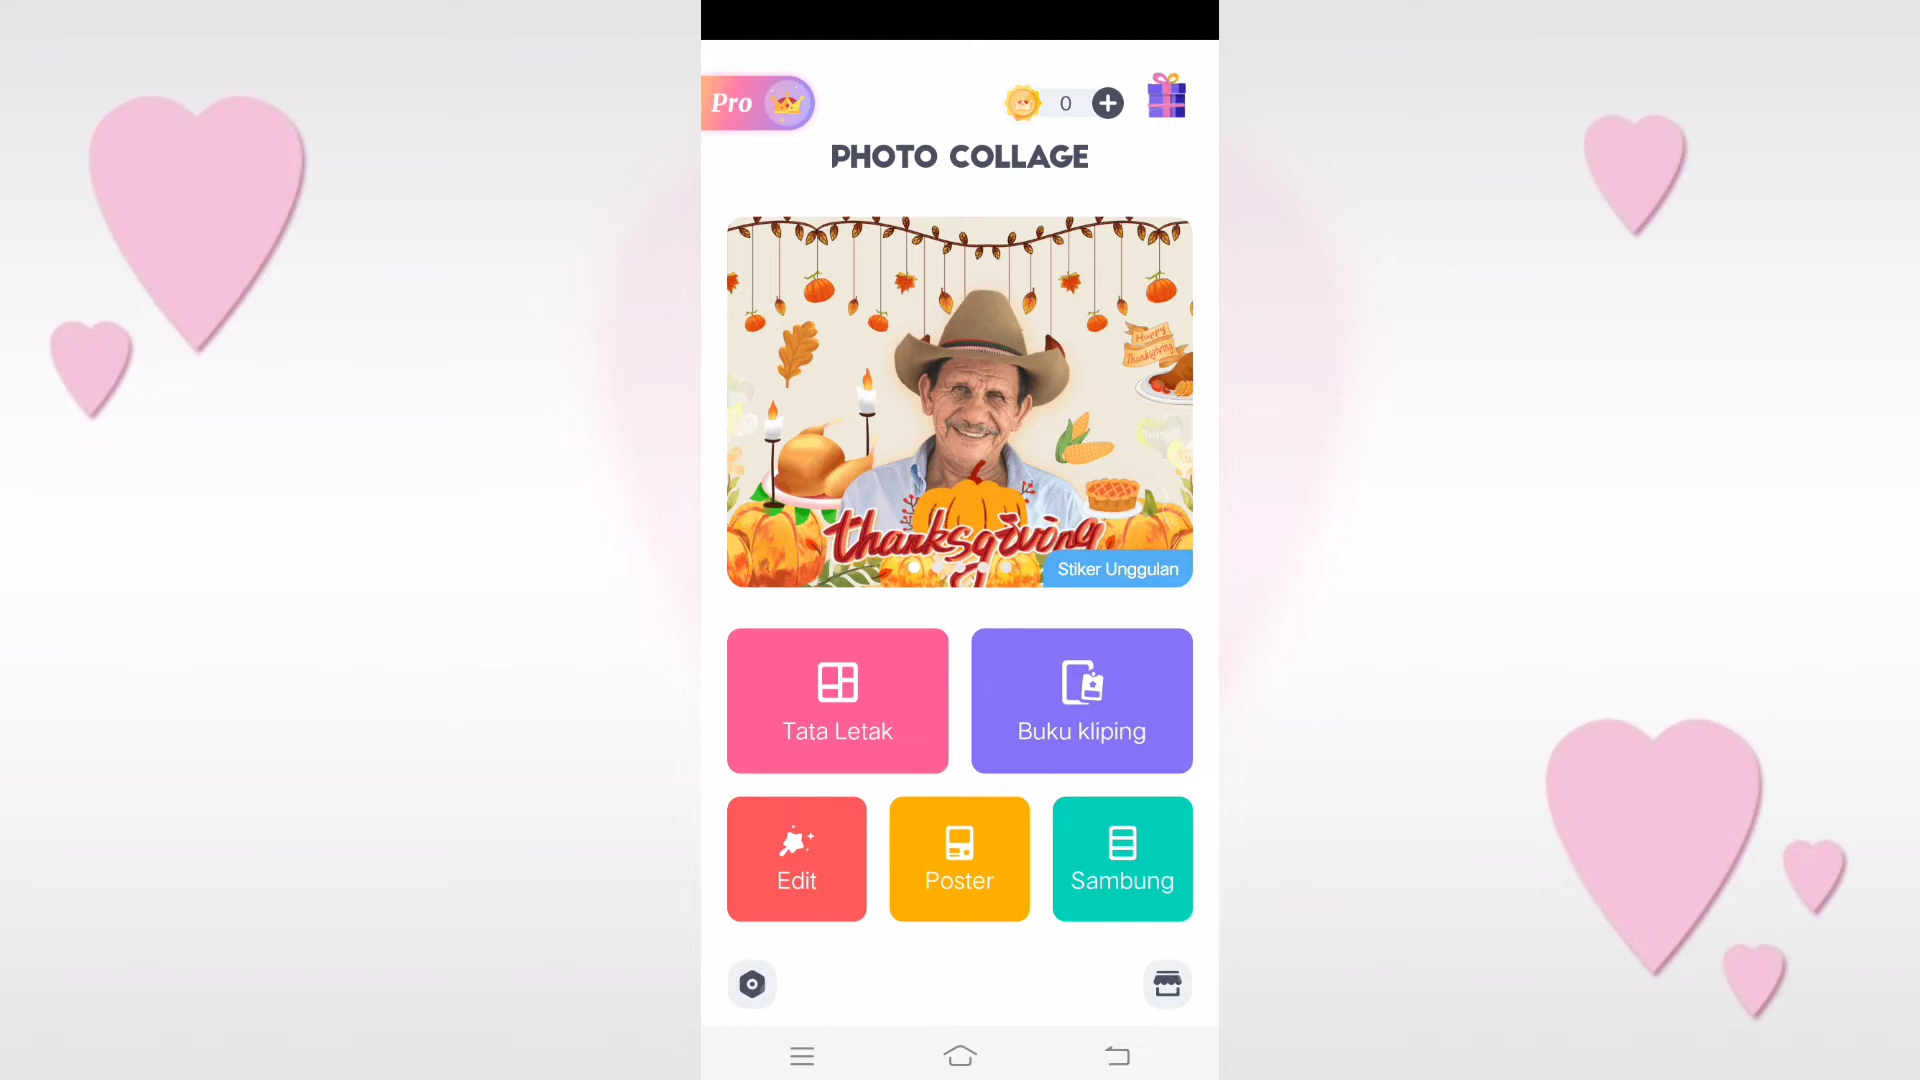 Pro
0
PHOTO COLLAGE
Happy
Thanksgiving
thanksgiving
Stiker Unggulan
Tata Letak
Buku kliping
Edit
Poster
Sambung